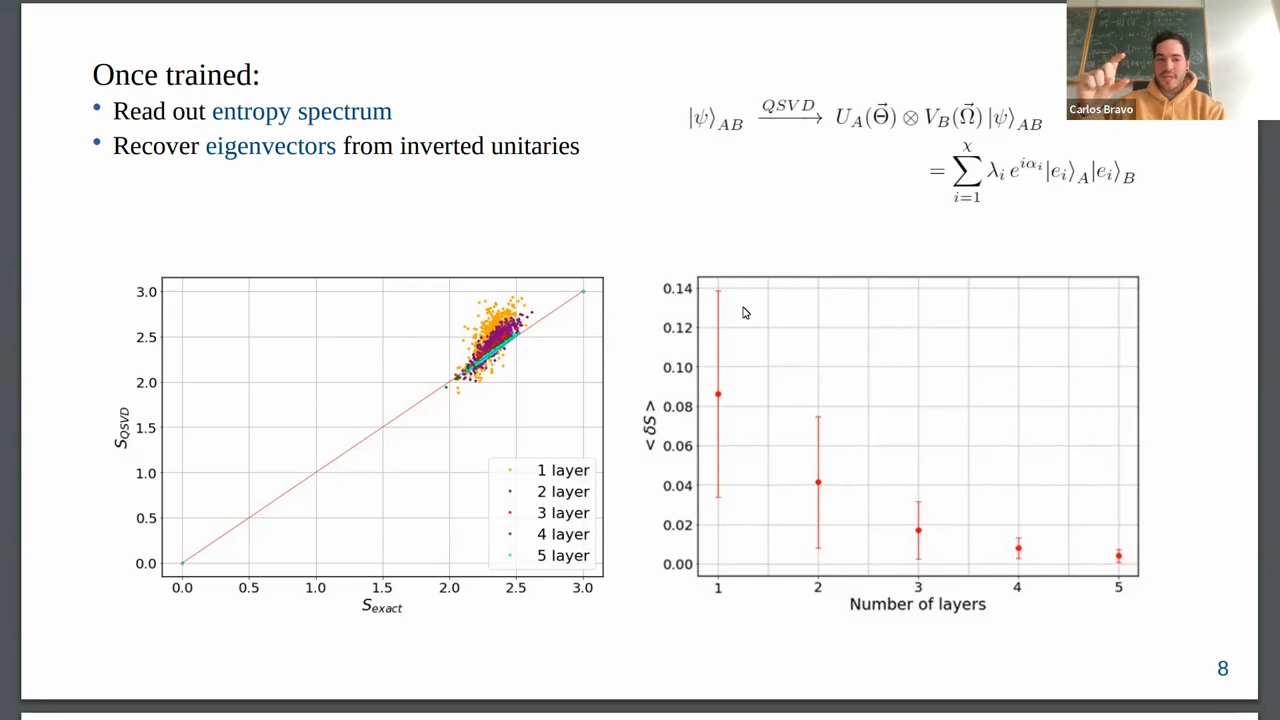 Once trained:
• Read out entropy spectrum
• Recover eigenvectors from inverted unitaries
|ψ⟩_AB —QSVD→ U_A(Θ⃗) ⊗ V_B(Ω⃗) |ψ⟩_AB
= ∑_{i=1}^{χ} λ_i e^{iα_i} |e_i⟩_A |e_i⟩_B
Carlos Bravo
3.0
2.5
2.0
1.5
1.0
0.5
0.0
S_QSVD
1 layer
2 layer
3 layer
4 layer
5 layer
0.0 0.5 1.0 1.5 2.0 2.5 3.0
S_exact
0.14
0.12
0.10
0.08
0.06
0.04
0.02
0.00
< δS >
1 2 3 4 5
Number of layers
8